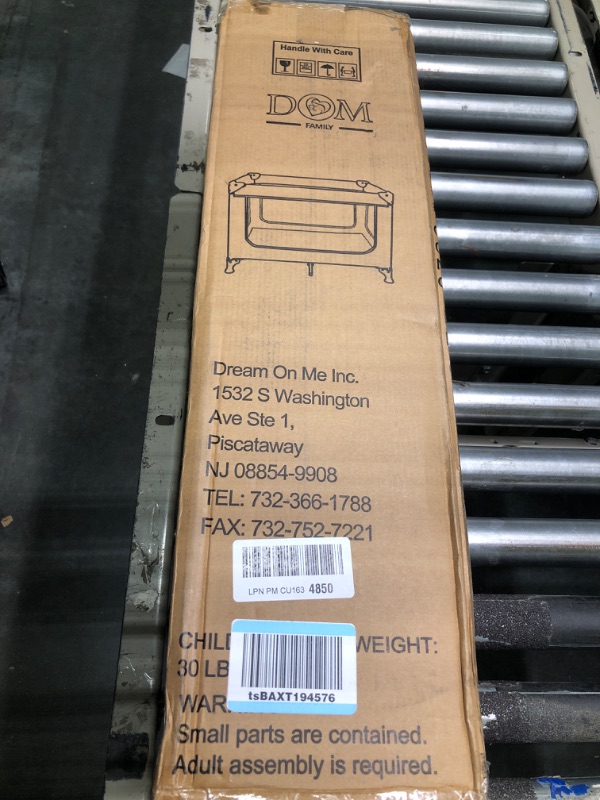 Handle With Care
DOM
FAMILY
Dream On Me Inc.
1532 S Washington
Ave Ste 1,
Piscataway
NJ 08854-9908
TEL: 732-366-1788
FAX: 732-752-7221
LPN PM CU163 4850
WEIGHT:
30 LB
tsBAXT194576
Small parts are contained.
Adult assembly is required.